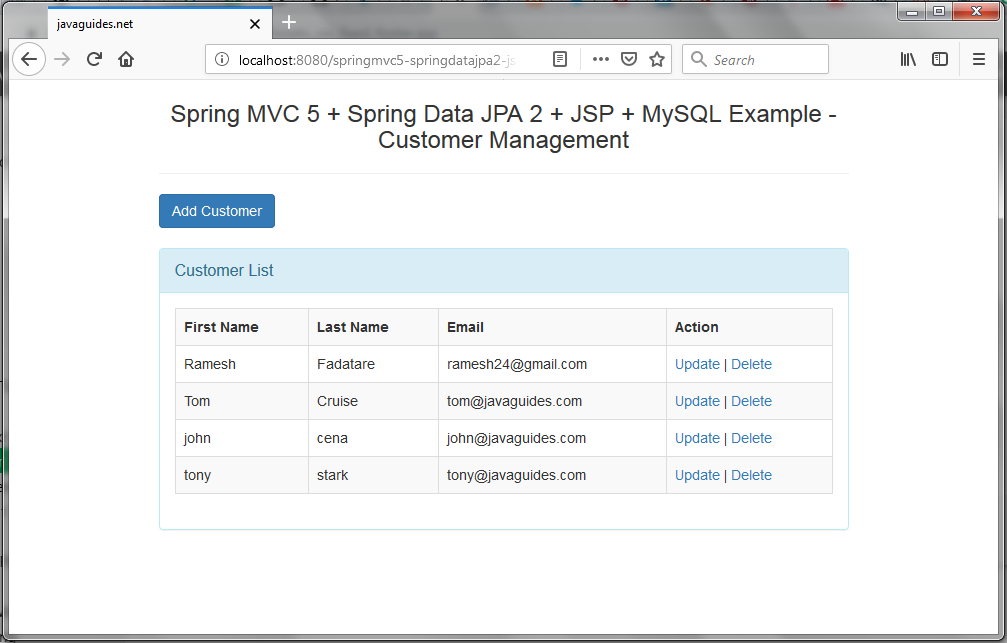 javaguides.net
localhost:8080/springmvc5-springdatajpa2-js
Search
Spring MVC 5 + Spring Data JPA 2 + JSP + MySQL Example -
Customer Management
Add Customer
Customer List
First Name Last Name Email Action
Ramesh Fadatare ramesh24@gmail.com Update | Delete
Tom Cruise tom@javaguides.com Update | Delete
john cena john@javaguides.com Update | Delete
tony stark tony@javaguides.com Update | Delete